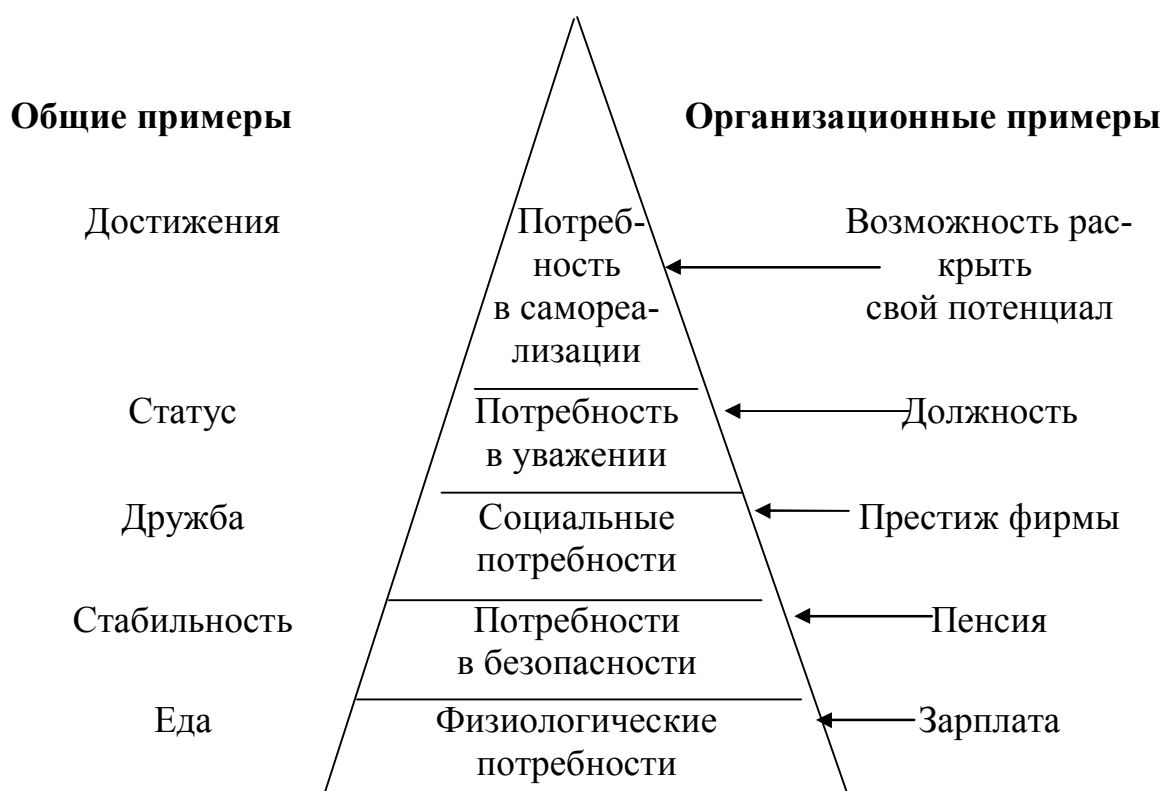 Общие примеры
Организационные примеры
Достижения
Потреб-
ность
в самореа-
лизации
Возможность рас-
крыть
свой потенциал
Статус
Потребность
в уважении
Должность
Дружба
Социальные
потребности
Престиж фирмы
Стабильность
Потребности
в безопасности
Пенсия
Еда
Физиологические
потребности
Зарплата